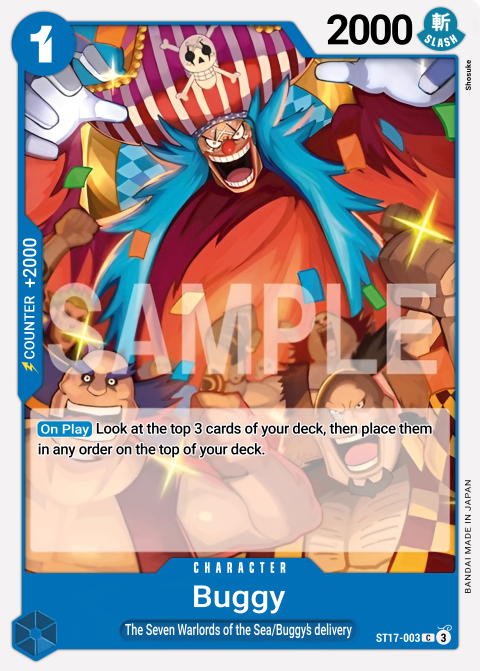 1
2000
斬
SLASH
Shosuke
COUNTER +2000
SAMPLE
On Play Look at the top 3 cards of your deck, then place them
in any order on the top of your deck.
CHARACTER
Buggy
The Seven Warlords of the Sea/Buggy's delivery
ST17-003 C 3
BANDAI MADE IN JAPAN